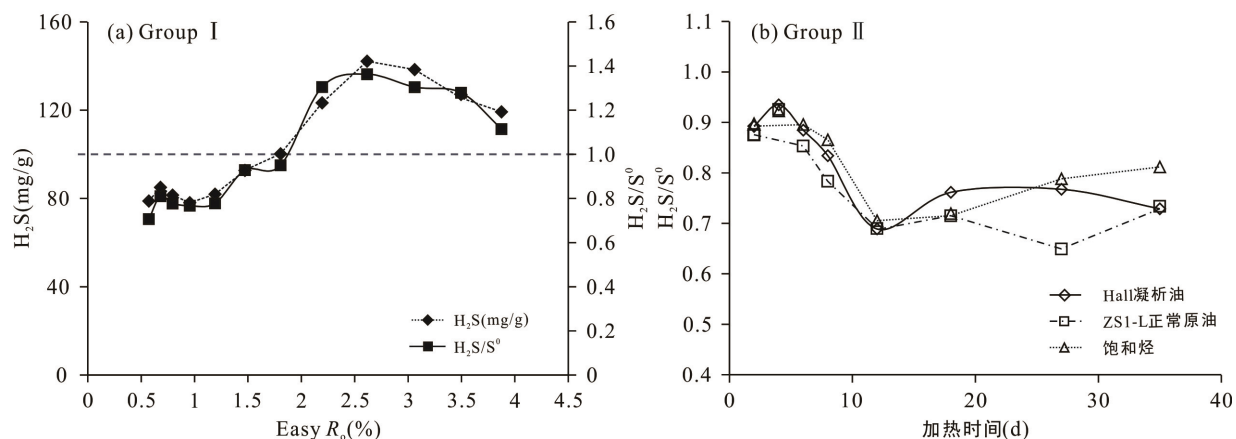 (a) Group Ⅰ
H₂S(mg/g)
160
120
80
40
0
1.6
1.4
1.2
1.0
0.8
0.6
0.4
0.2
0
H₂S/S⁰
H₂S(mg/g)
H₂S/S⁰
0 0.5 1 1.5 2 2.5 3 3.5 4 4.5
Easy Rₒ(%)
(b) Group Ⅱ
H₂S/S⁰
1.1
1.0
0.9
0.8
0.7
0.6
0.5
0.4
Hall凝析油
ZS1-L正常原油
饱和烃
0 10 20 30 40
加热时间(d)